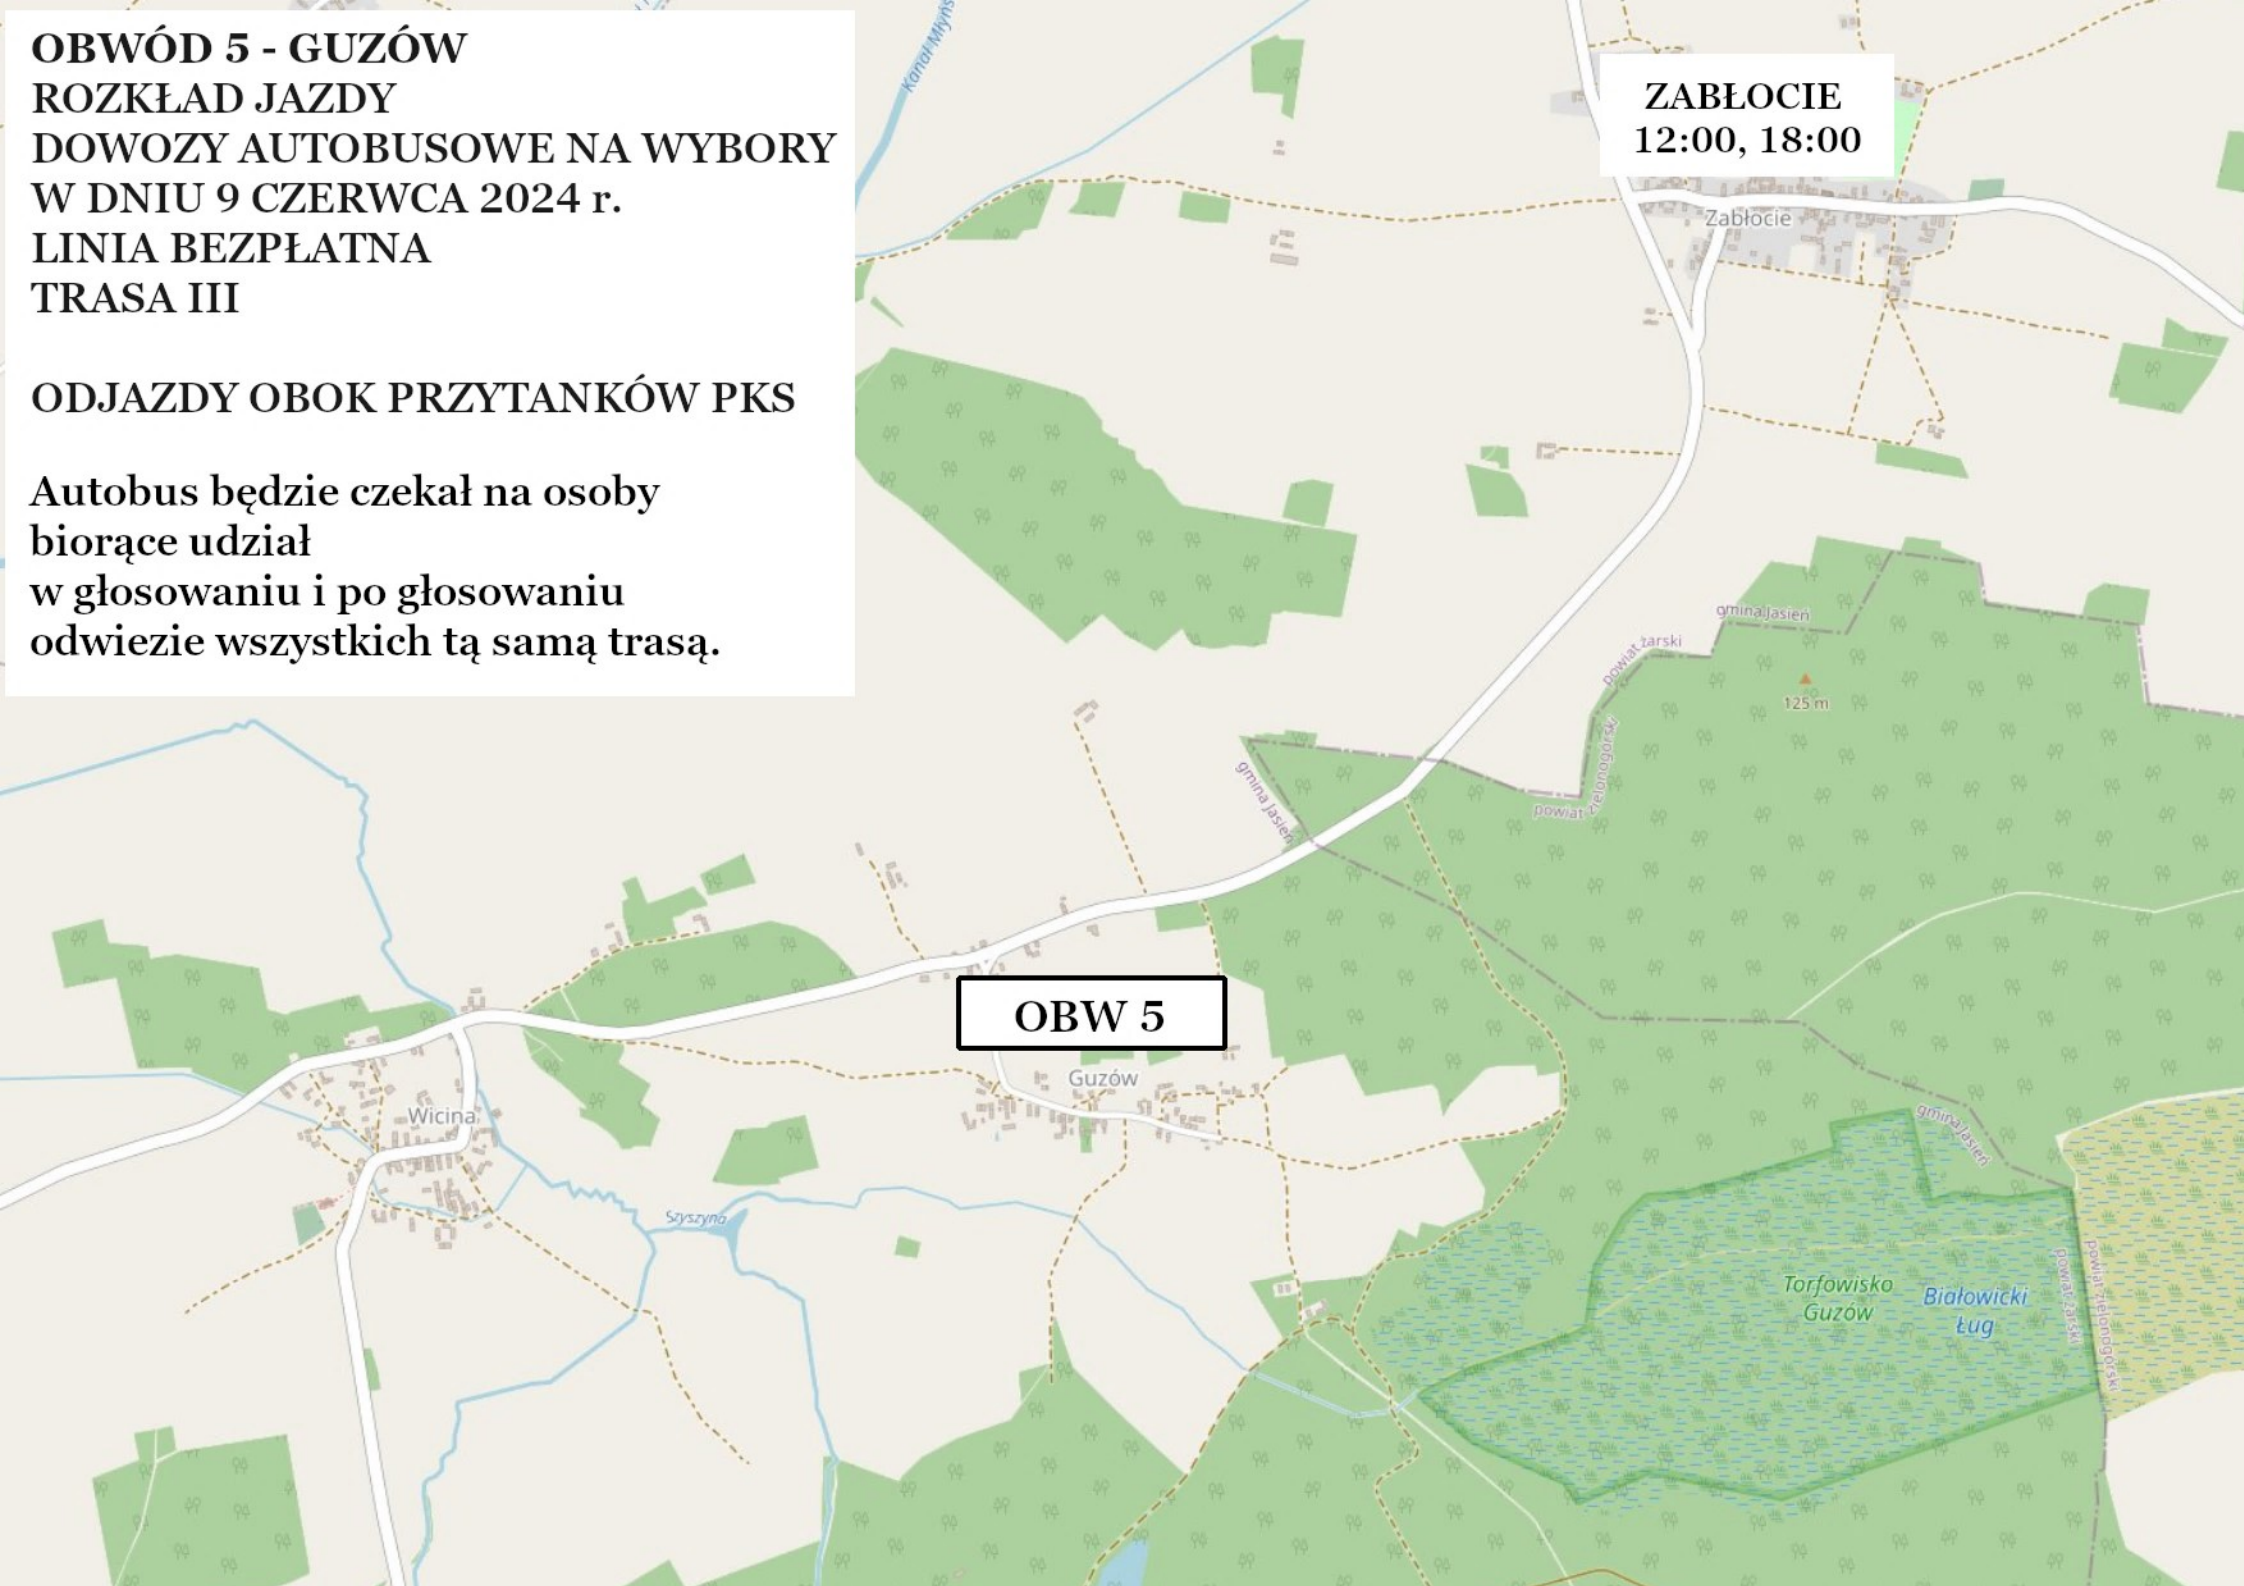 OBWÓD 5 - GUZÓW
ROZKŁAD JAZDY
DOWOZY AUTOBUSOWE NA WYBORY
W DNIU 9 CZERWCA 2024 r.
LINIA BEZPŁATNA
TRASA III
ODJAZDY OBOK PRZYTANKÓW PKS
Autobus będzie czekał na osoby
biorące udział
w głosowaniu i po głosowaniu
odwiezie wszystkich tą samą trasą.
ZABŁOCIE
12:00, 18:00
Zabłocie
gmina Jasień
powiat żarski
125 m
powiat zielonogórski
gmina Jasień
OBW 5
Guzów
Wicina
gmina Jasień
Szyszyna
Torfowisko
Guzów
Białowicki
Ług
powiat żarski
powiat zielonogórski